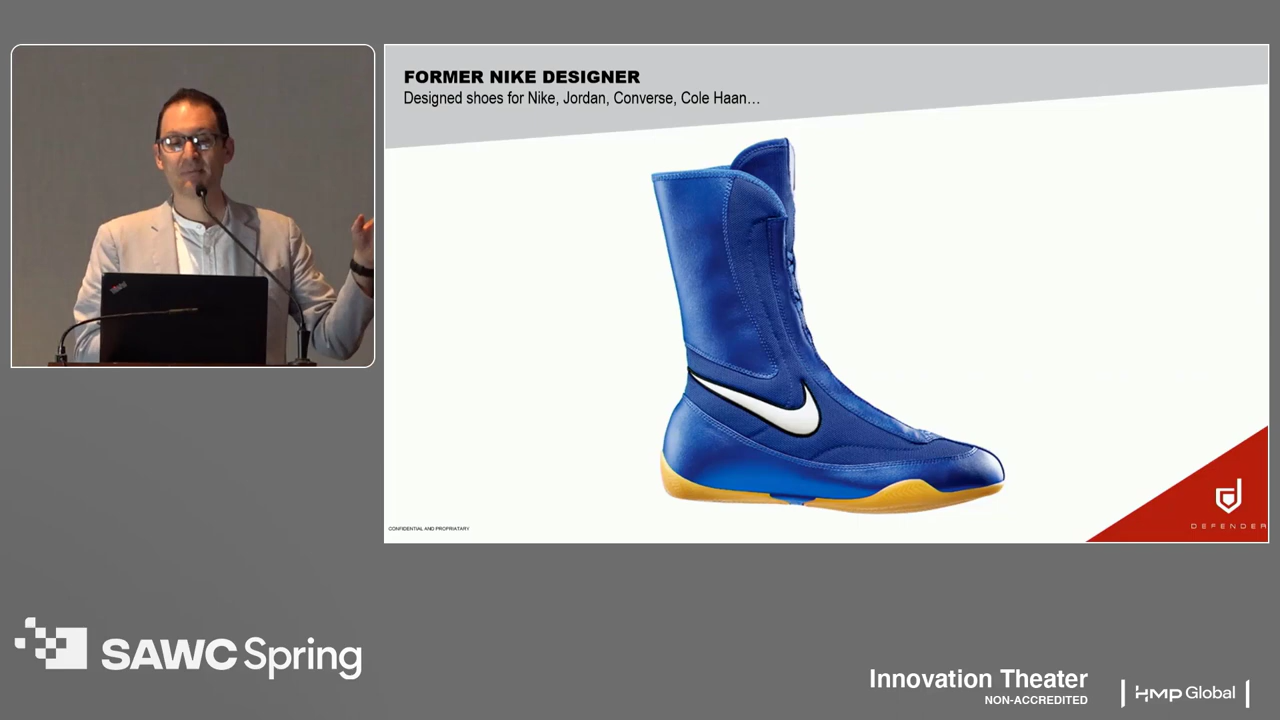 FORMER NIKE DESIGNER
Designed shoes for Nike, Jordan, Converse, Cole Haan…
CONFIDENTIAL AND PROPRIATARY
DEFENDER
SAWC Spring
Innovation Theater
NON-ACCREDITED
HMP Global